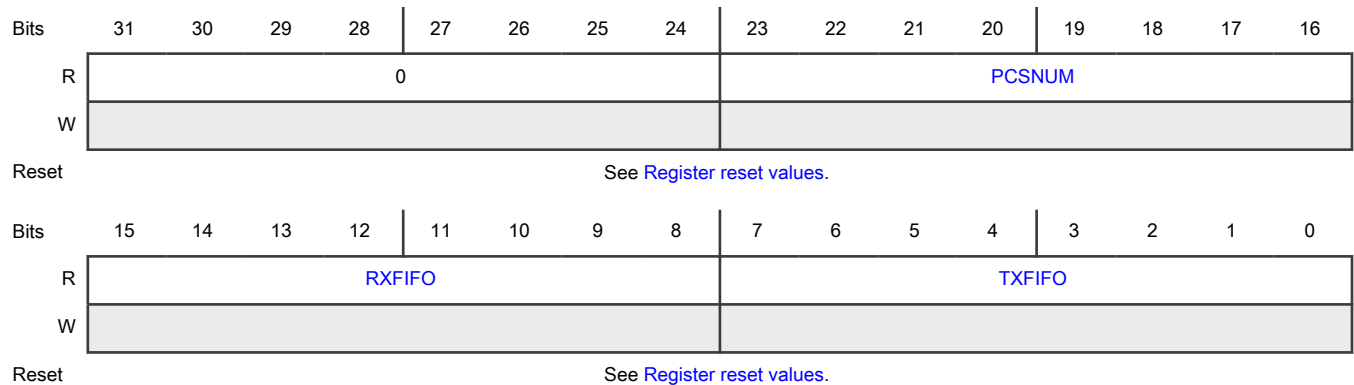 Bits 31 30 29 28 27 26 25 24 23 22 21 20 19 18 17 16
R 0 PCSNUM
W
Reset See Register reset values.
Bits 15 14 13 12 11 10 9 8 7 6 5 4 3 2 1 0
R RXFIFO TXFIFO
W
Reset See Register reset values.